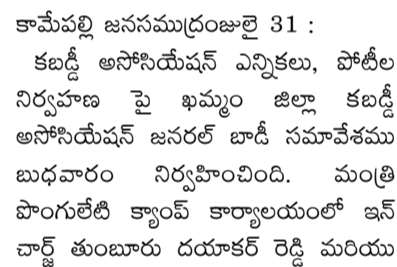 కామేపల్లి జనసముద్రంజులై 31 :
కబడ్డీ అసోసియేషన్ ఎన్నికలు, పోటీల
నిర్వహణ పై ఖమ్మం జిల్లా కబడ్డీ
అసోసియేషన్ జనరల్ బాడీ సమావేశము
బుధవారం నిర్వహించింది. మంత్రి
పొంగులేటి క్యాంప్ కార్యాలయంలో ఇన్
చార్జ్ తుంబూరు దయాకర్ రెడ్డి మరియు